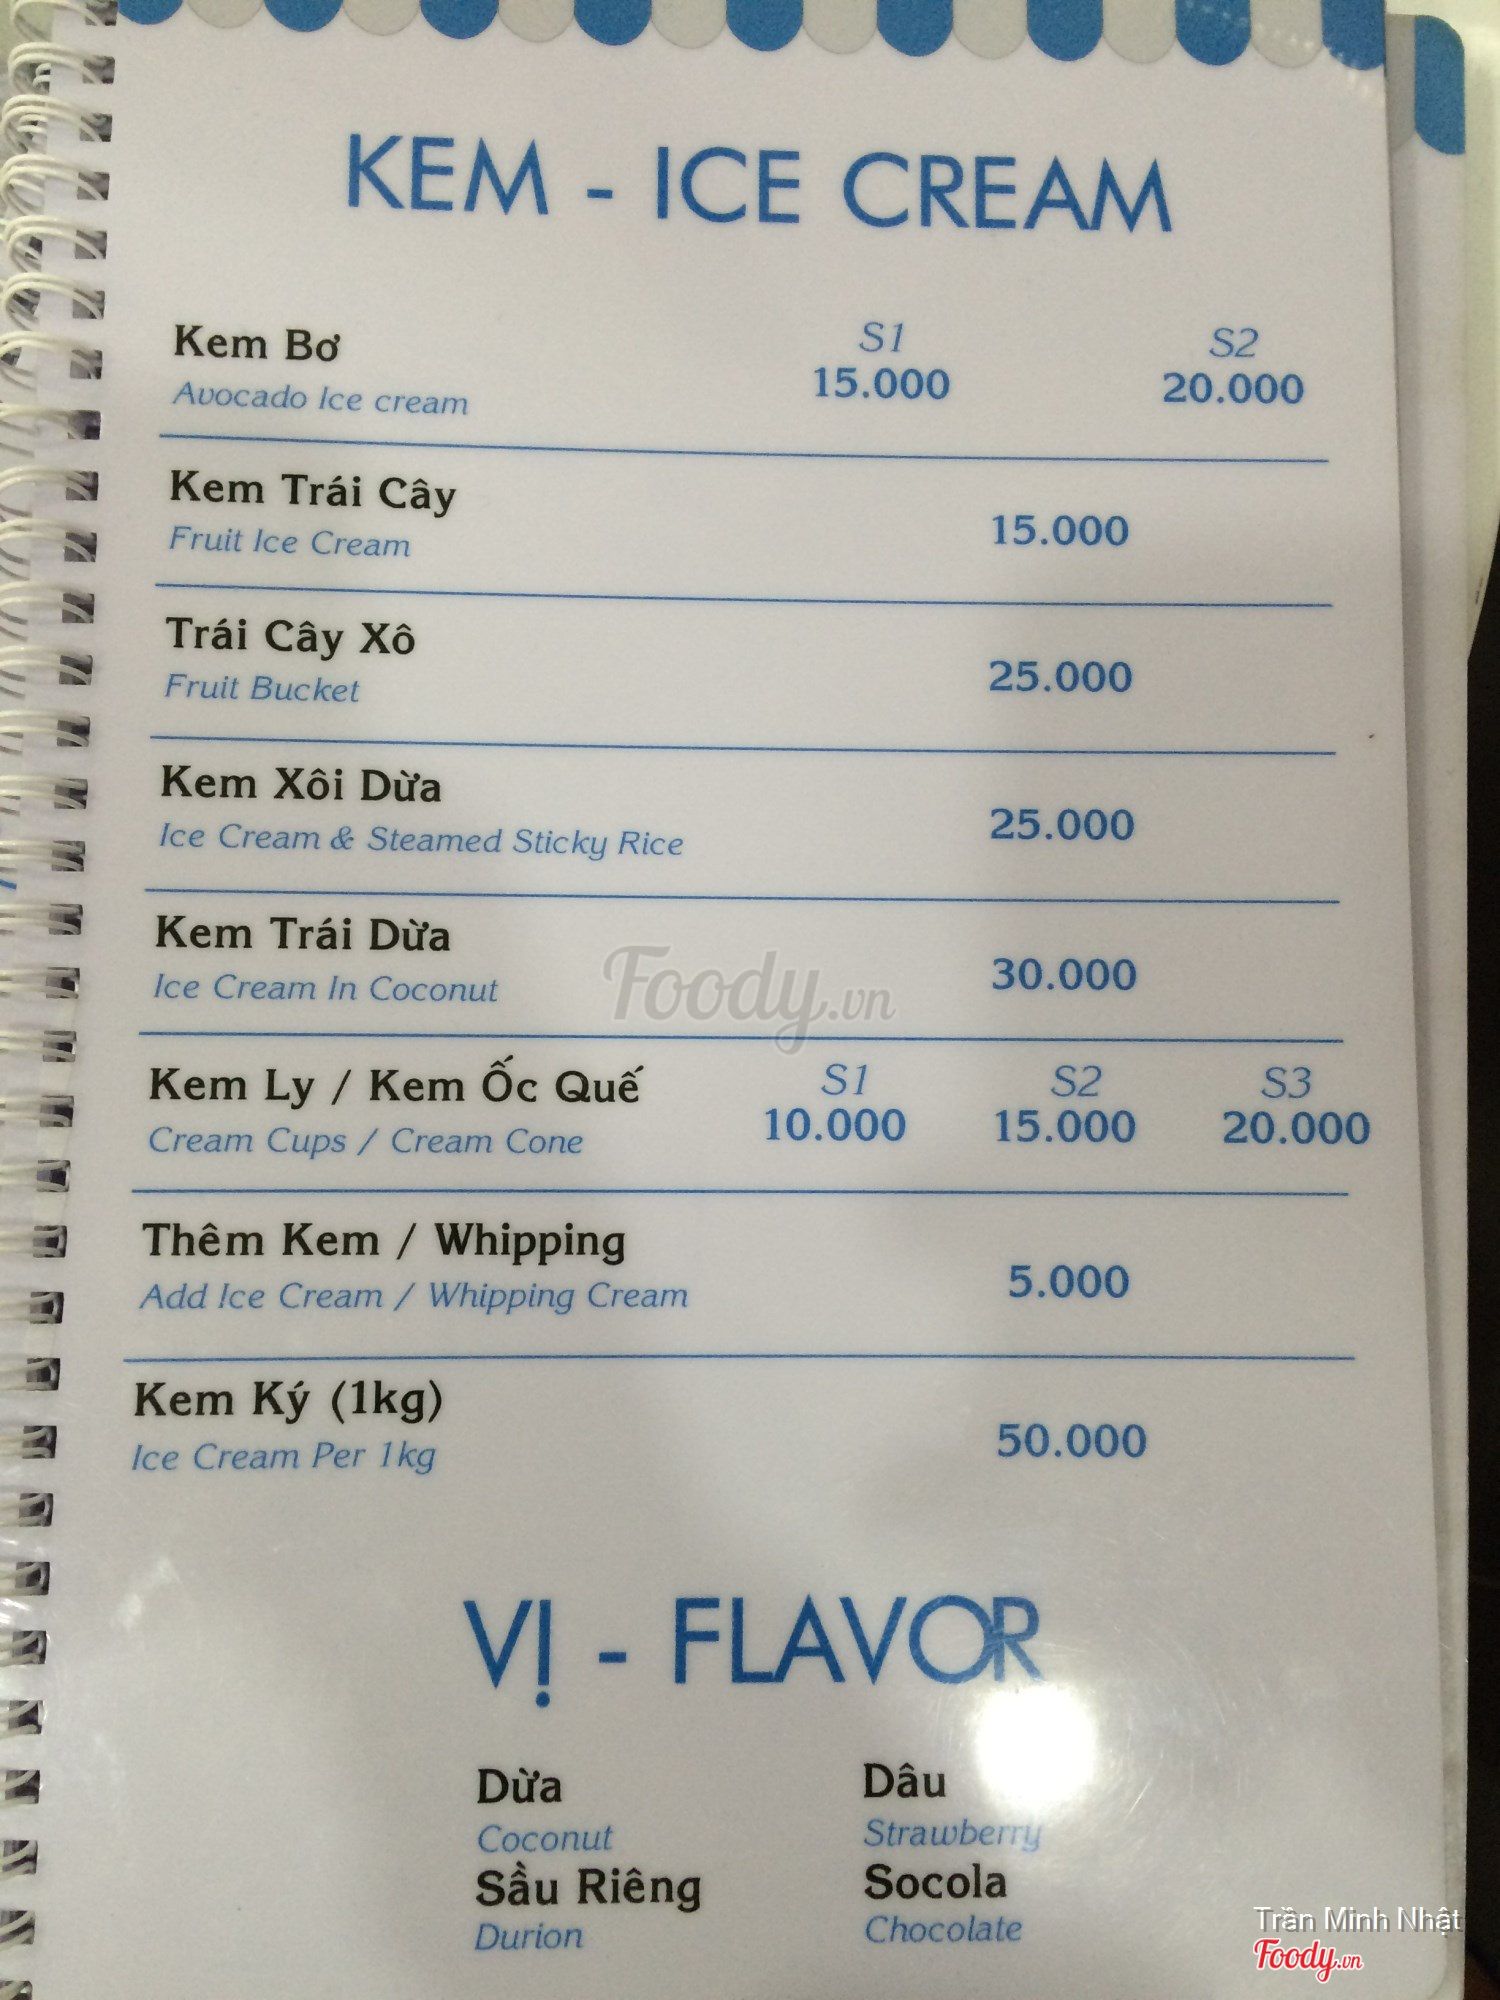 KEM - ICE CREAM
Kem Bơ
Avocado Ice cream
S1
15.000
S2
20.000
Kem Trái Cây
Fruit Ice Cream
15.000
Trái Cây Xô
Fruit Bucket
25.000
Kem Xôi Dừa
Ice Cream & Steamed Sticky Rice
25.000
Kem Trái Dừa
Ice Cream In Coconut
30.000
Foody.vn
Kem Ly / Kem Ốc Quế
Cream Cups / Cream Cone
S1
10.000
S2
15.000
S3
20.000
Thêm Kem / Whipping
Add Ice Cream / Whipping Cream
5.000
Kem Ký (1kg)
Ice Cream Per 1kg
50.000
VỊ - FLAVOR
Dừa
Coconut
Dâu
Strawberry
Sầu Riêng
Durion
Socola
Chocolate
Trần Minh Nhật
Foody.vn